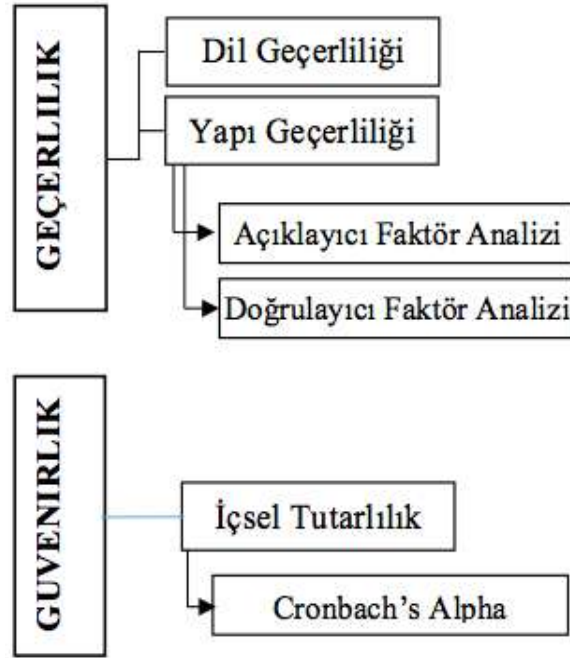 GEÇERLILIK
Dil Geçerliliği
Yapı Geçerliliği
Açıklayıcı Faktör Analizi
Doğrulayıcı Faktör Analizi
GUVENIRLIK
İçsel Tutarlılık
Cronbach’s Alpha